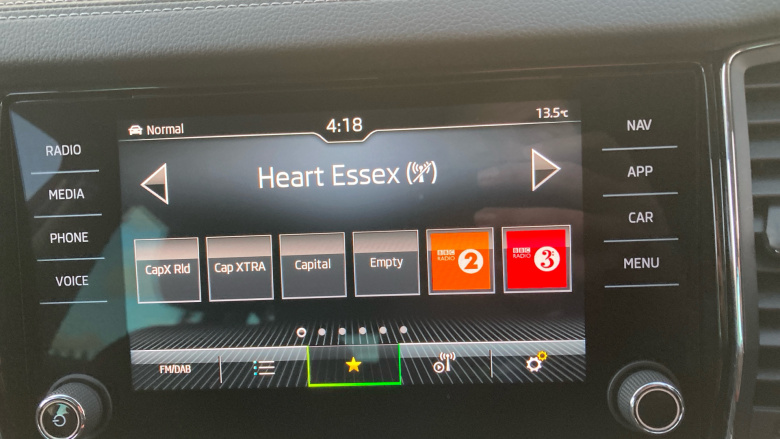 Normal
4:18
13.5°C
RADIO
MEDIA
PHONE
VOICE
NAV
APP
CAR
MENU
Heart Essex
CapX Rld
Cap XTRA
Capital
Empty
BBC
RADIO 2
BBC
RADIO 3
FM/DAB